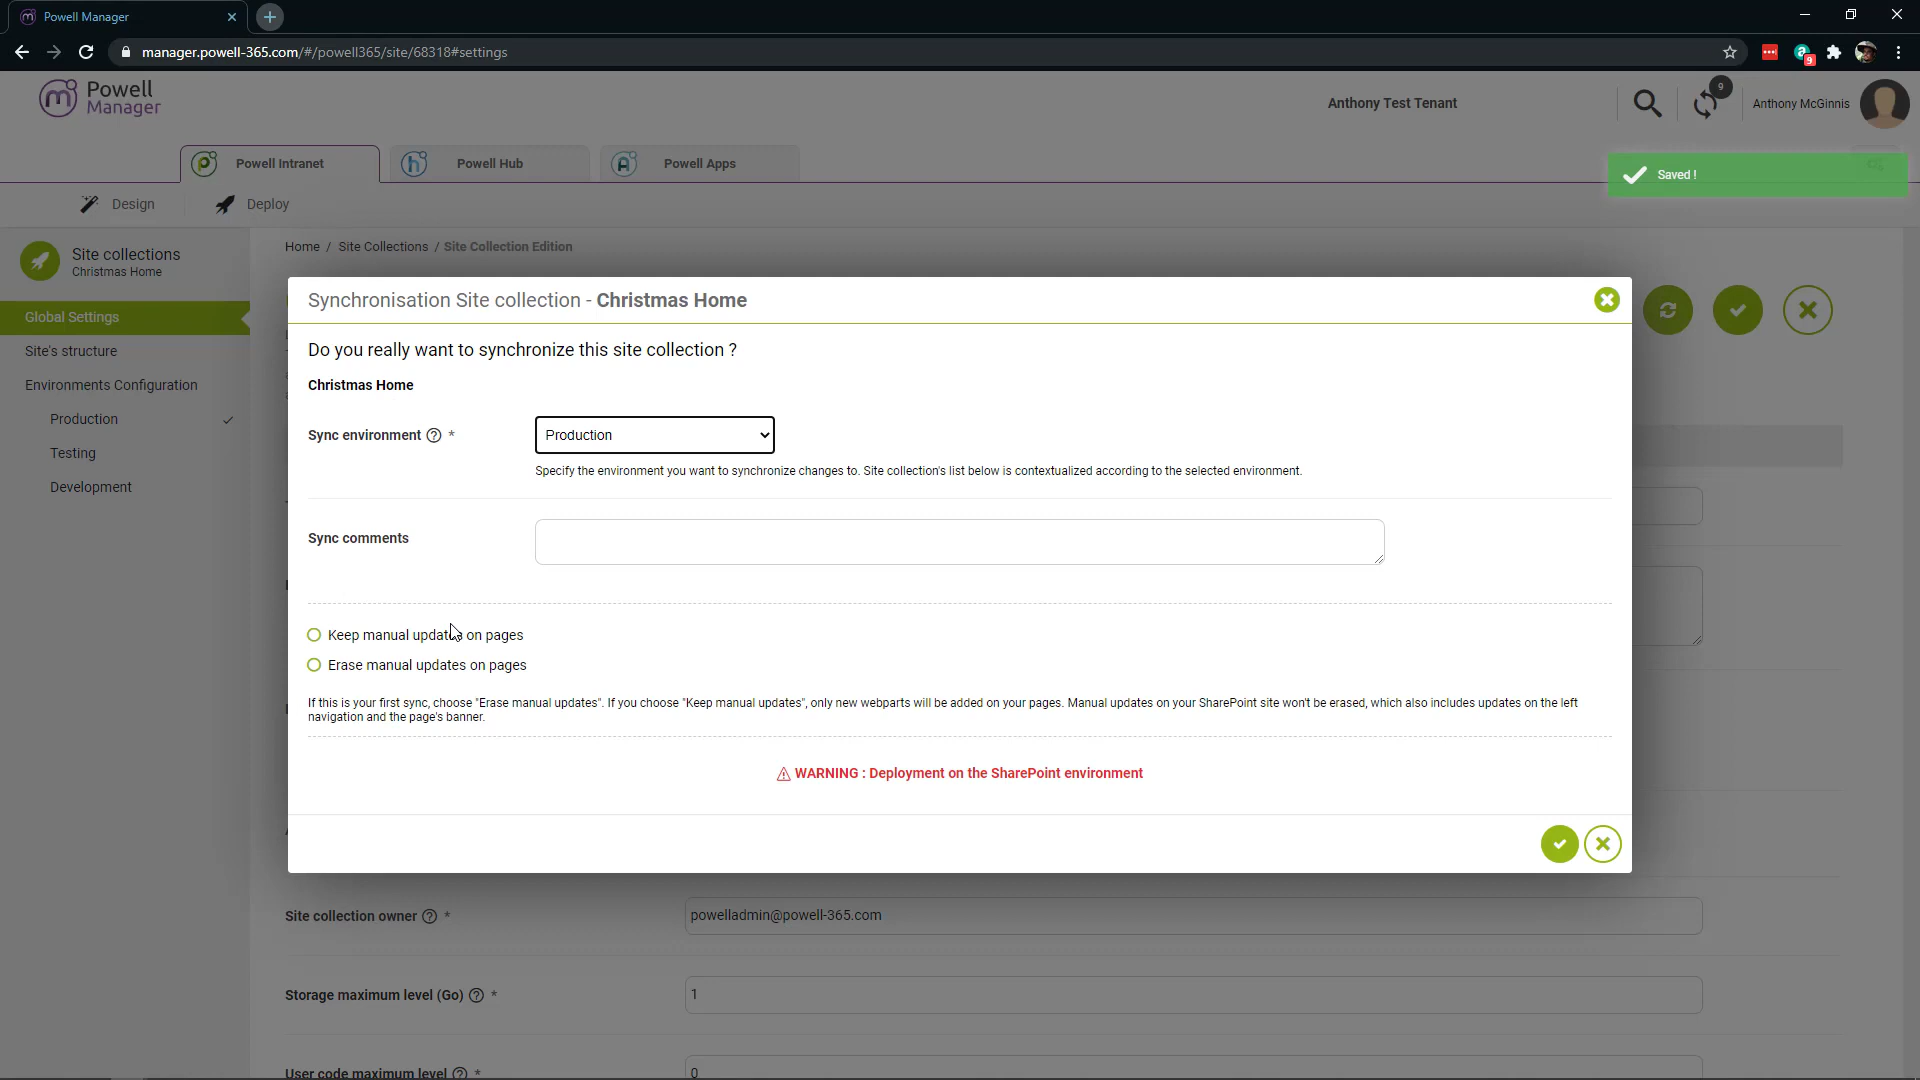 Powell Manager
manager.powell-365.com/#/powell365/site/68318#settings
9
Powell
Manager
Anthony Test Tenant
9
Anthony McGinnis
Powell Intranet
Powell Hub
Powell Apps
Saved !
Design
Deploy
Site collections
Christmas Home
Home / Site Collections / Site Collection Edition
Global Settings
Site's structure
Environments Configuration
Production
Testing
Development
Synchronisation Site collection - Christmas Home
Do you really want to synchronize this site collection ?
Christmas Home
Sync environment ? *
Production
Specify the environment you want to synchronize changes to. Site collection's list below is contextualized according to the selected environment.
Sync comments
Keep manual updates on pages
Erase manual updates on pages
If this is your first sync, choose "Erase manual updates". If you choose "Keep manual updates", only new webparts will be added on your pages. Manual updates on your SharePoint site won't be erased, which also includes updates on the left
navigation and the page's banner.
WARNING : Deployment on the SharePoint environment
Site collection owner ? *
powelladmin@powell-365.com
Storage maximum level (Go) ? *
1
User code maximum level ? *
0